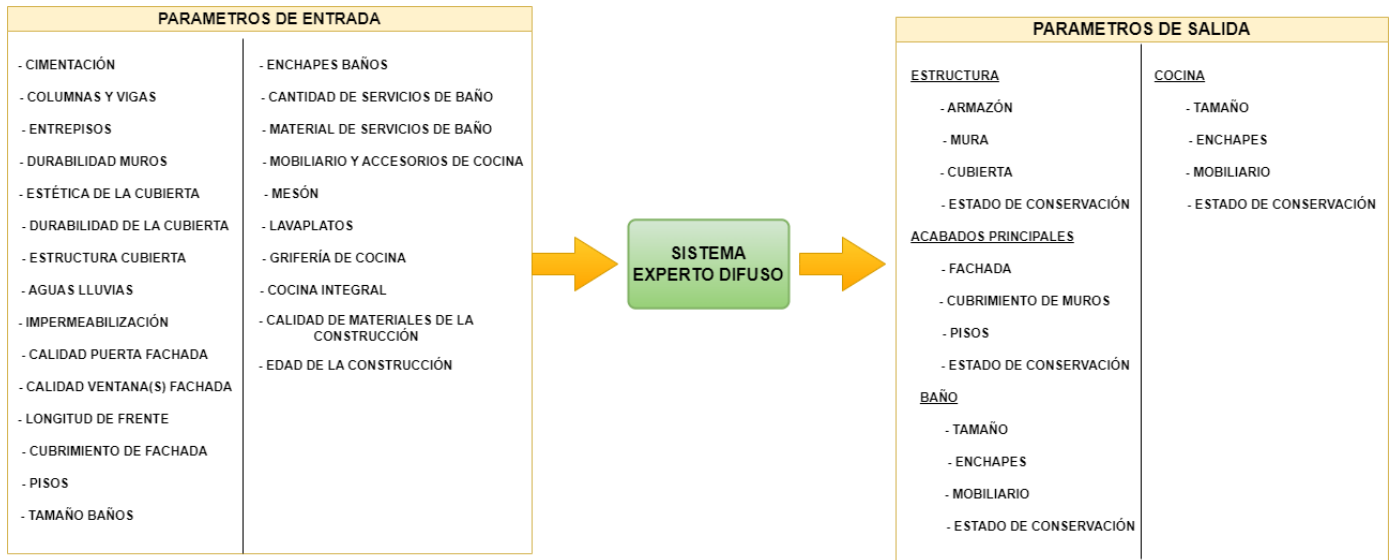 PARAMETROS DE ENTRADA
- CIMENTACIÓN
- COLUMNAS Y VIGAS
- ENTREPISOS
- DURABILIDAD MUROS
- ESTÉTICA DE LA CUBIERTA
- DURABILIDAD DE LA CUBIERTA
- ESTRUCTURA CUBIERTA
- AGUAS LLUVIAS
- IMPERMEABILIZACIÓN
- CALIDAD PUERTA FACHADA
- CALIDAD VENTANA(S) FACHADA
- LONGITUD DE FRENTE
- CUBRIMIENTO DE FACHADA
- PISOS
- TAMAÑO BAÑOS
- ENCHAPES BAÑOS
- CANTIDAD DE SERVICIOS DE BAÑO
- MATERIAL DE SERVICIOS DE BAÑO
- MOBILIARIO Y ACCESORIOS DE COCINA
- MESÓN
- LAVAPLATOS
- GRIFERÍA DE COCINA
- COCINA INTEGRAL
- CALIDAD DE MATERIALES DE LA
CONSTRUCCIÓN
- EDAD DE LA CONSTRUCCIÓN
SISTEMA
EXPERTO DIFUSO
PARAMETROS DE SALIDA
ESTRUCTURA
- ARMAZÓN
- MURA
- CUBIERTA
- ESTADO DE CONSERVACIÓN
ACABADOS PRINCIPALES
- FACHADA
- CUBRIMIENTO DE MUROS
- PISOS
- ESTADO DE CONSERVACIÓN
BAÑO
- TAMAÑO
- ENCHAPES
- MOBILIARIO
- ESTADO DE CONSERVACIÓN
COCINA
- TAMAÑO
- ENCHAPES
- MOBILIARIO
- ESTADO DE CONSERVACIÓN